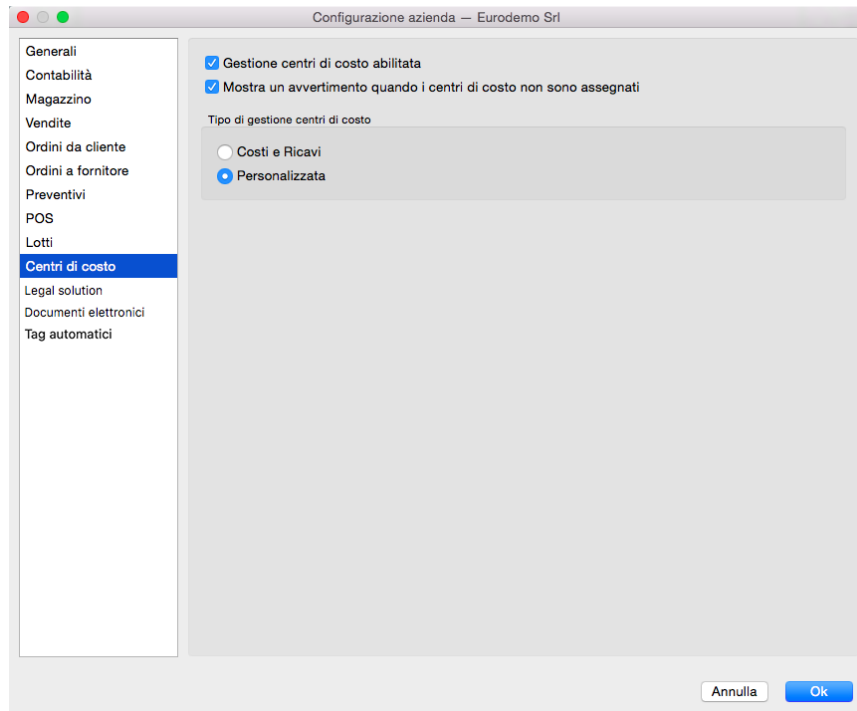 Configurazione azienda — Eurodemo Srl
Generali
Contabilità
Magazzino
Vendite
Ordini da cliente
Ordini a fornitore
Preventivi
POS
Lotti
Centri di costo
Legal solution
Documenti elettronici
Tag automatici
Gestione centri di costo abilitata
Mostra un avvertimento quando i centri di costo non sono assegnati
Tipo di gestione centri di costo
Costi e Ricavi
Personalizzata
Annulla
Ok